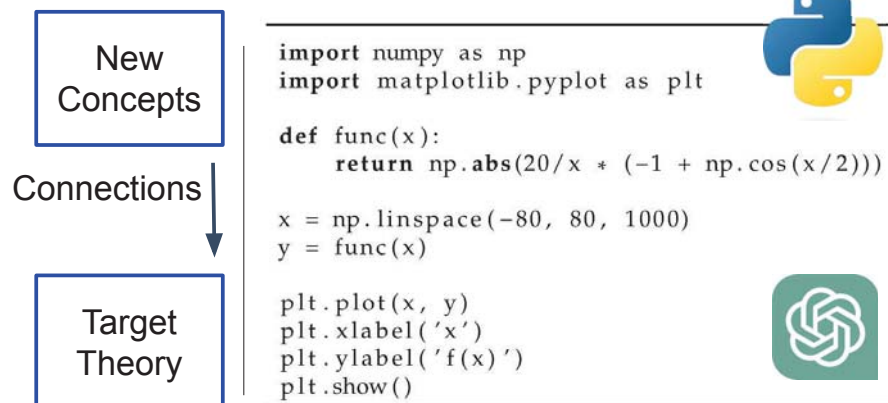 New
Concepts
Connections
Target
Theory
import numpy as np
import matplotlib.pyplot as plt
def func(x):
    return np.abs(20/x * (-1 + np.cos(x/2)))
x = np.linspace(-80, 80, 1000)
y = func(x)
plt.plot(x, y)
plt.xlabel('x')
plt.ylabel('f(x)')
plt.show()